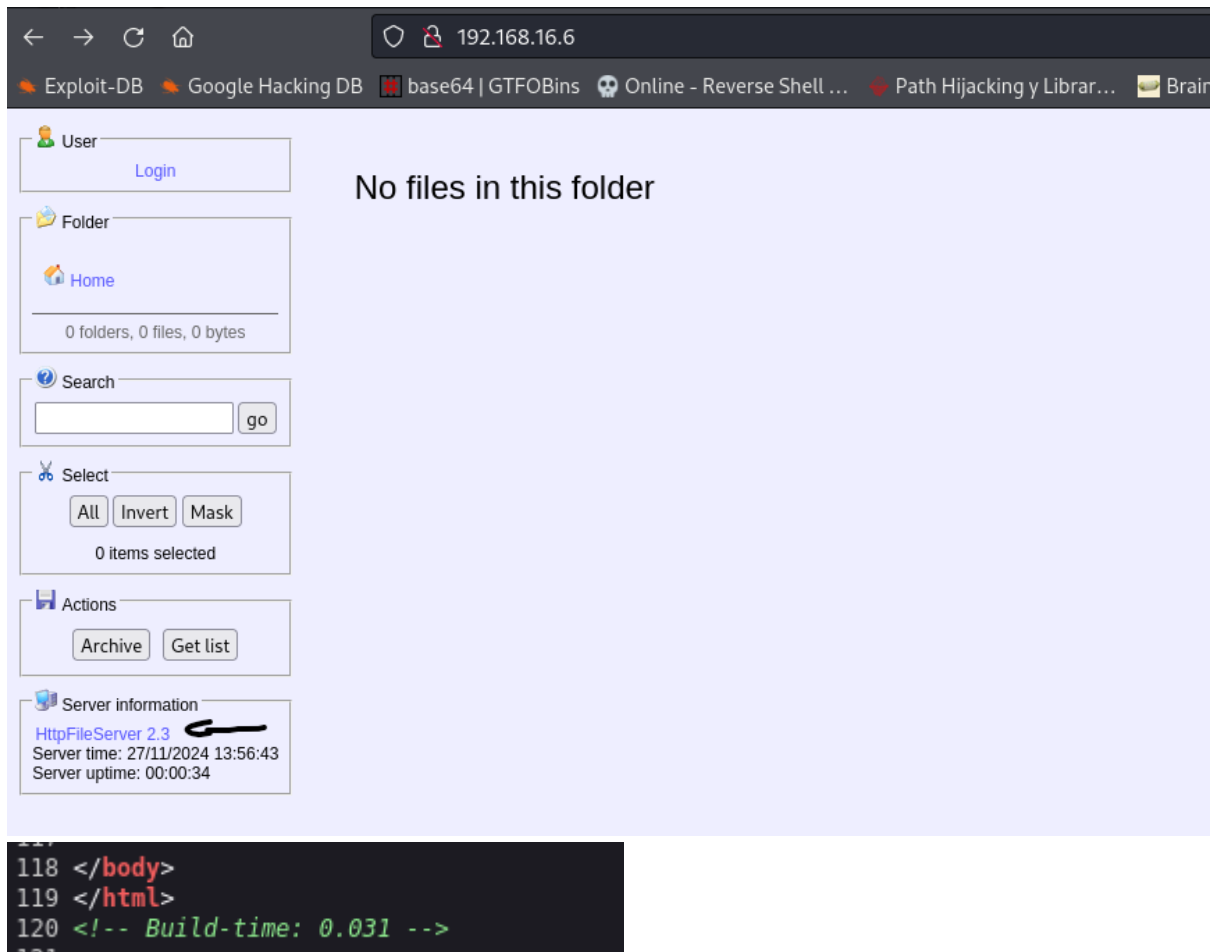 192.168.16.6
Exploit-DB Google Hacking DB base64 | GTFOBins Online - Reverse Shell ... Path Hijacking y Librar... Brain
User
Login
No files in this folder
Folder
Home
0 folders, 0 files, 0 bytes
Search
go
Select
All Invert Mask
0 items selected
Actions
Archive Get list
Server information
HttpFileServer 2.3
Server time: 27/11/2024 13:56:43
Server uptime: 00:00:34
118 </body>
119 </html>
120 <!-- Build-time: 0.031 -->